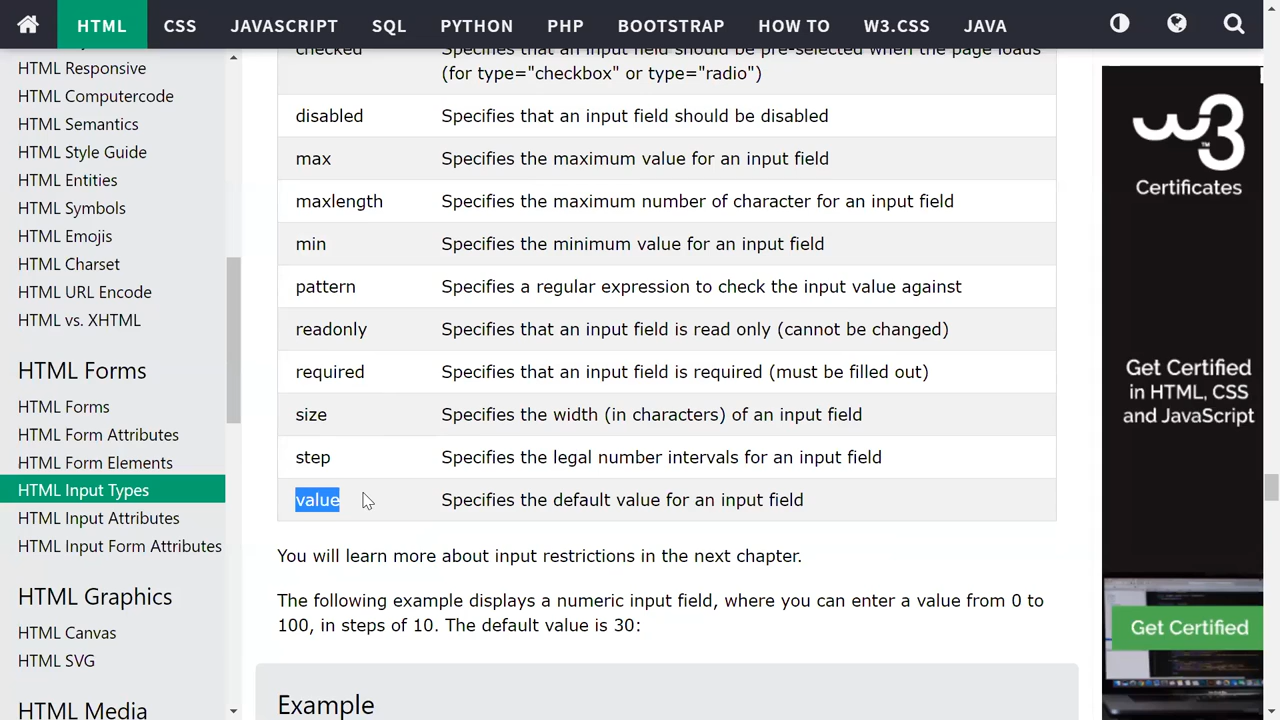 HTML CSS JAVASCRIPT SQL PYTHON PHP BOOTSTRAP HOW TO W3.CSS JAVA
HTML Responsive
HTML Computercode
HTML Semantics
HTML Style Guide
HTML Entities
HTML Symbols
HTML Emojis
HTML Charset
HTML URL Encode
HTML vs. XHTML
HTML Forms
HTML Forms
HTML Form Attributes
HTML Form Elements
HTML Input Types
HTML Input Attributes
HTML Input Form Attributes
HTML Graphics
HTML Canvas
HTML SVG
HTML Media
checked Specifies that an input field should be pre-selected when the page loads
(for type="checkbox" or type="radio")
disabled Specifies that an input field should be disabled
max Specifies the maximum value for an input field
maxlength Specifies the maximum number of character for an input field
min Specifies the minimum value for an input field
pattern Specifies a regular expression to check the input value against
readonly Specifies that an input field is read only (cannot be changed)
required Specifies that an input field is required (must be filled out)
size Specifies the width (in characters) of an input field
step Specifies the legal number intervals for an input field
value Specifies the default value for an input field
You will learn more about input restrictions in the next chapter.
The following example displays a numeric input field, where you can enter a value from 0 to
100, in steps of 10. The default value is 30:
Example
w3
TM
Certificates
Get Certified
in HTML, CSS
and JavaScript
Get Certified